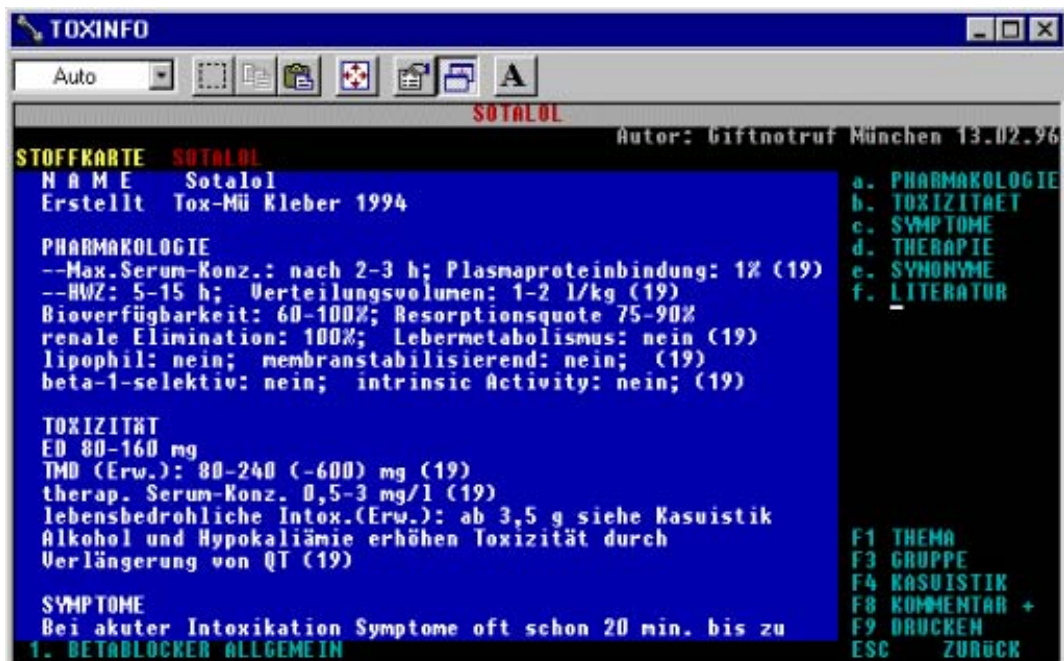 TOXINFO
Auto
A
SOTALOL
Autor: Giftnotruf München 13.02.96
STOFFKARTE SOTALOL
N A M E Sotalol
Erstellt Tox-Mü Kleber 1994
PHARMAKOLOGIE
--Max.Serum-Konz.: nach 2-3 h; Plasmaproteinbindung: 1% (19)
--HWZ: 5-15 h; Verteilungsvolumen: 1-2 l/kg (19)
Bioverfügbarkeit: 60-100%; Resorptionsquote 75-90%
renale Elimination: 100%; Lebermetabolismus: nein (19)
lipophil: nein; membranstabilisierend: nein; (19)
beta-1-selektiv: nein; intrinsic Activity: nein; (19)
TOXIZITÄT
ED 80-160 mg
TMD (Erw.): 80-240 (-600) mg (19)
therap. Serum-Konz. 0,5-3 mg/l (19)
lebensbedrohliche Intox.(Erw.): ab 3,5 g siehe Kasuistik
Alkohol und Hypokaliämie erhöhen Toxizität durch
Verlängerung von QT (19)
SYMPTOME
Bei akuter Intoxikation Symptome oft schon 20 min. bis zu
1. BETABLOCKER ALLGEMEIN
a. PHARMAKOLOGIE
b. TOXIZITAET
c. SYMPTOME
d. THERAPIE
e. SYNONYME
f. LITERATUR
F1 THEMA
F3 GRUPPE
F4 KASUISTIK
F8 KOMMENTAR +
F9 DRUCKEN
ESC ZURÜCK